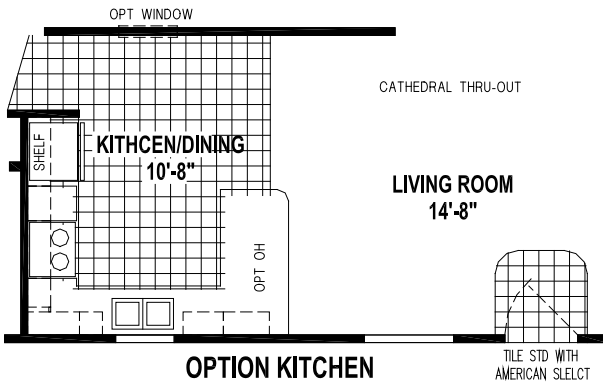 OPT WINDOW
CATHEDRAL THRU-OUT
SHELF
KITHCEN/DINING
10'-8"
LIVING ROOM
14'-8"
OPT OH
OPTION KITCHEN
TILE STD WITH
AMERICAN SLELCT